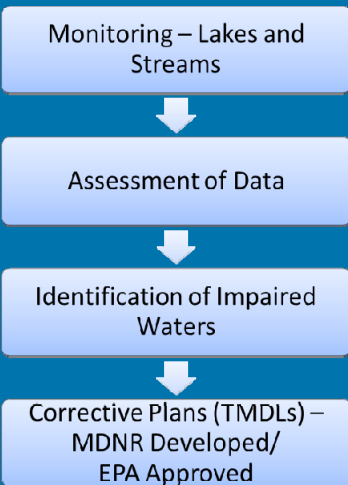 Monitoring – Lakes and
Streams
Assessment of Data
Identification of Impaired
Waters
Corrective Plans (TMDLs) –
MDNR Developed/
EPA Approved